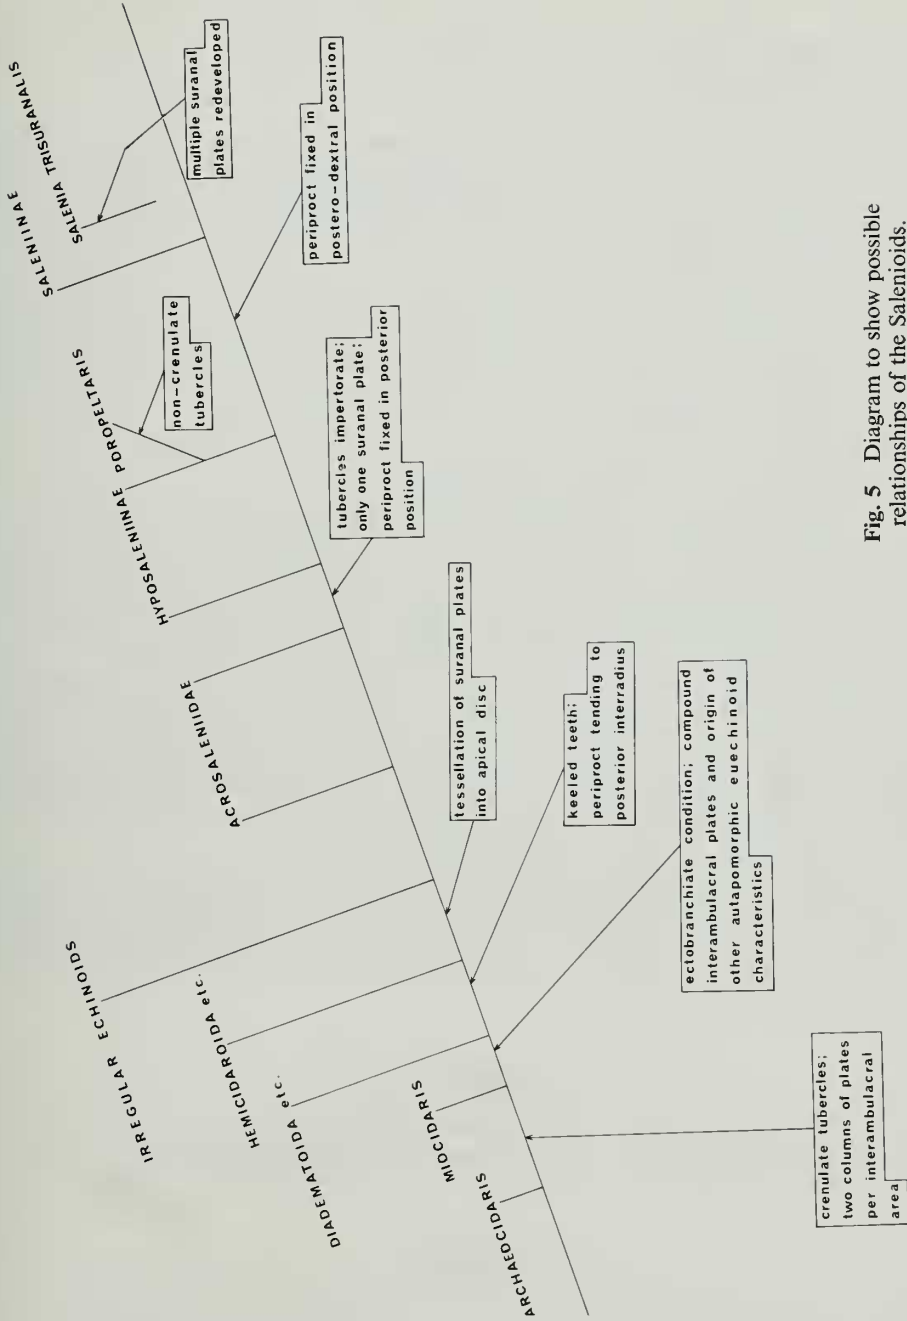 SALENIINAE
SALENIA TRISURANALIS
multiple suranal
plates redeveloped
periproct fixed in
postero-dextral position
HYPOSALENIINAE
POROPELTARIS
non-crenulate
tubercles
tubercles imperforate;
only one suranal plate;
periproct fixed in posterior
position
ACROSALENIIDAE
tessellation of suranal plates
into apical disc
IRREGULAR ECHINOIDS
HEMICIDAROIDA etc.
DIADEMATOIDA etc.
keeled teeth;
periproct tending to
posterior interradius
ectobranchiate condition; compound
interambulacral plates and origin of
other autapomorphic euechinoid
characteristics
MIOCIDARIS
ARCHAEOCIDARIS
crenulate tubercles;
two columns of plates
per interambulacral
area
Fig. 5 Diagram to show possible
relationships of the Salenioids.